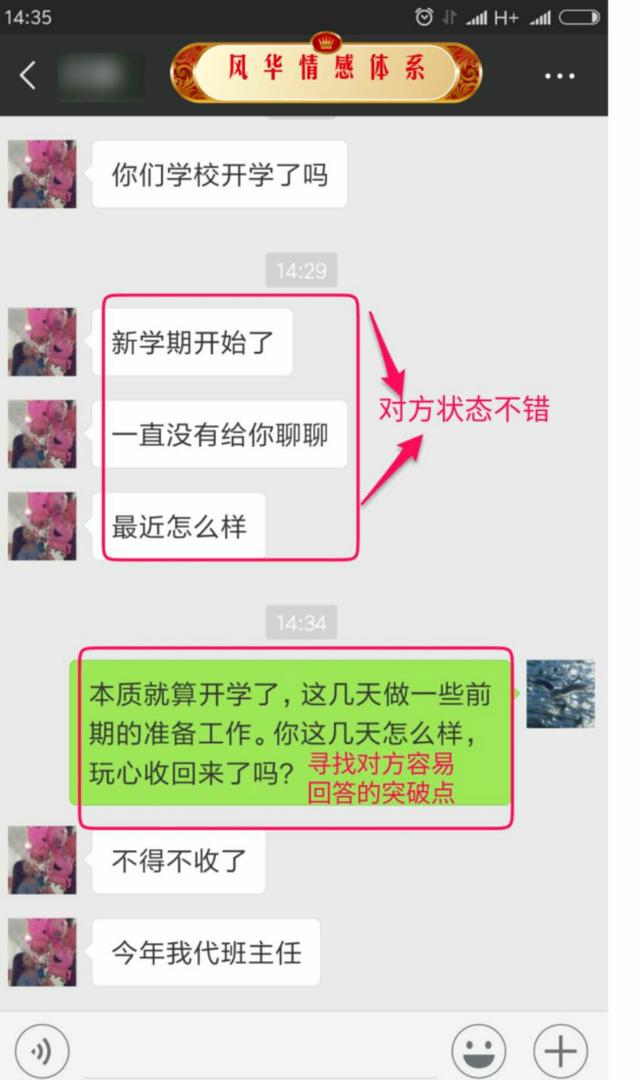 14:35
H+
风华情感体系
你们学校开学了吗
14:29
新学期开始了
一直没有给你聊聊
对方状态不错
最近怎么样
14:34
本质就算开学了，这几天做一些前
期的准备工作。你这几天怎么样，
玩心收回来了吗？
寻找对方容易
回答的突破点
不得不收了
今年我代班主任